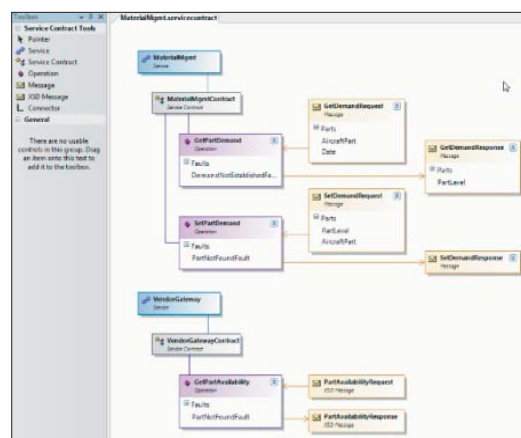 Toolbox
MaterialMgmt.servicecontract
Service Contract Tools
Pointer
Service
Service Contract
Operation
Message
XSD Message
Connector
General
There are no usable
controls in this group. Drag
an item onto this text to
add it to the toolbox.
MaterialMgmt
Service
MaterialMgmtContract
Service Contract
GetPartDemand
Operation
Faults
DemandNotEstablishedFa...
GetDemandRequest
Message
Parts
AircraftPart
Date
GetDemandResponse
Message
Parts
PartLevel
SetPartDemand
Operation
Faults
PartNotFoundFault
SetDemandRequest
Message
Parts
PartLevel
AircraftPart
SetDemandResponse
Message
VendorGateway
Service
VendorGatewayContract
Service Contract
GetPartAvailability
Operation
Faults
PartNotFoundFault
PartAvailabilityRequest
XSD Message
PartAvailabilityResponse
XSD Message